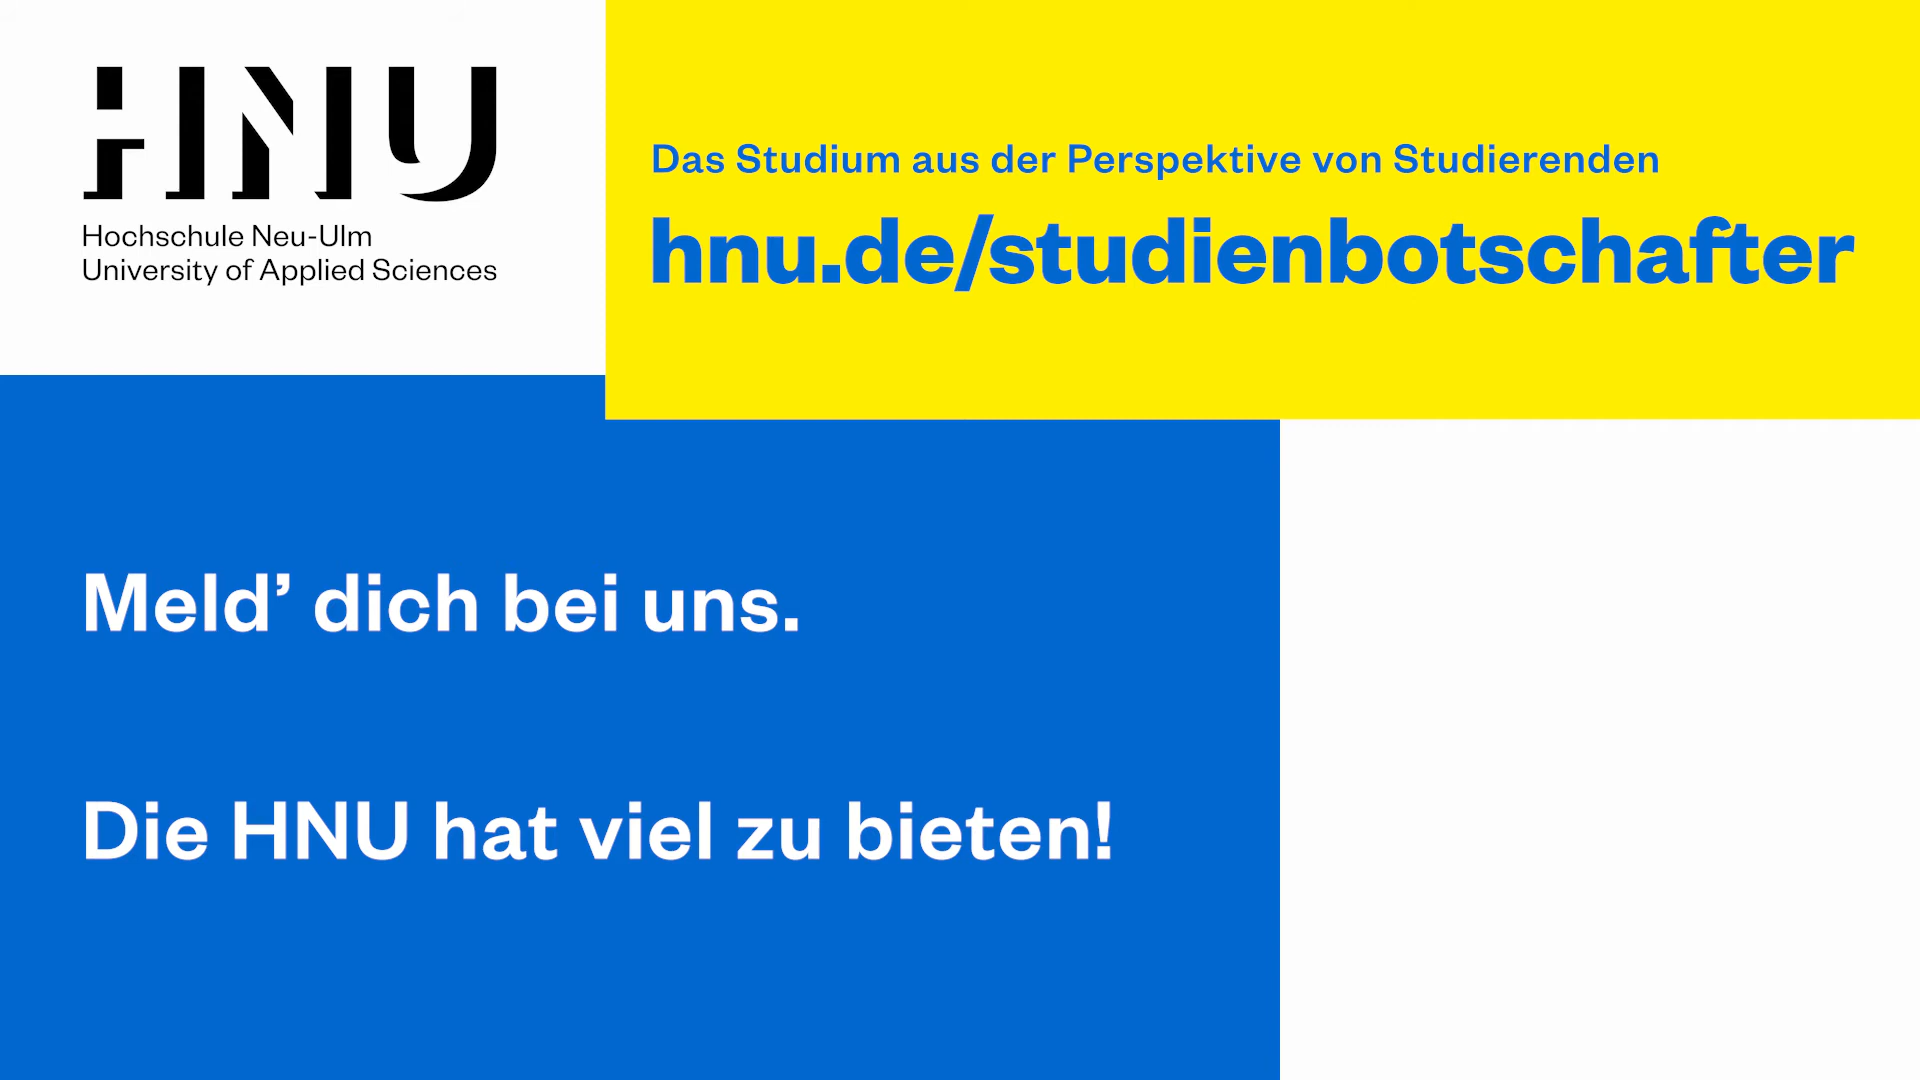 HNU
Hochschule Neu-Ulm
University of Applied Sciences
Das Studium aus der Perspektive von Studierenden
hnu.de/studienbotschafter
Meld’ dich bei uns.
Die HNU hat viel zu bieten!